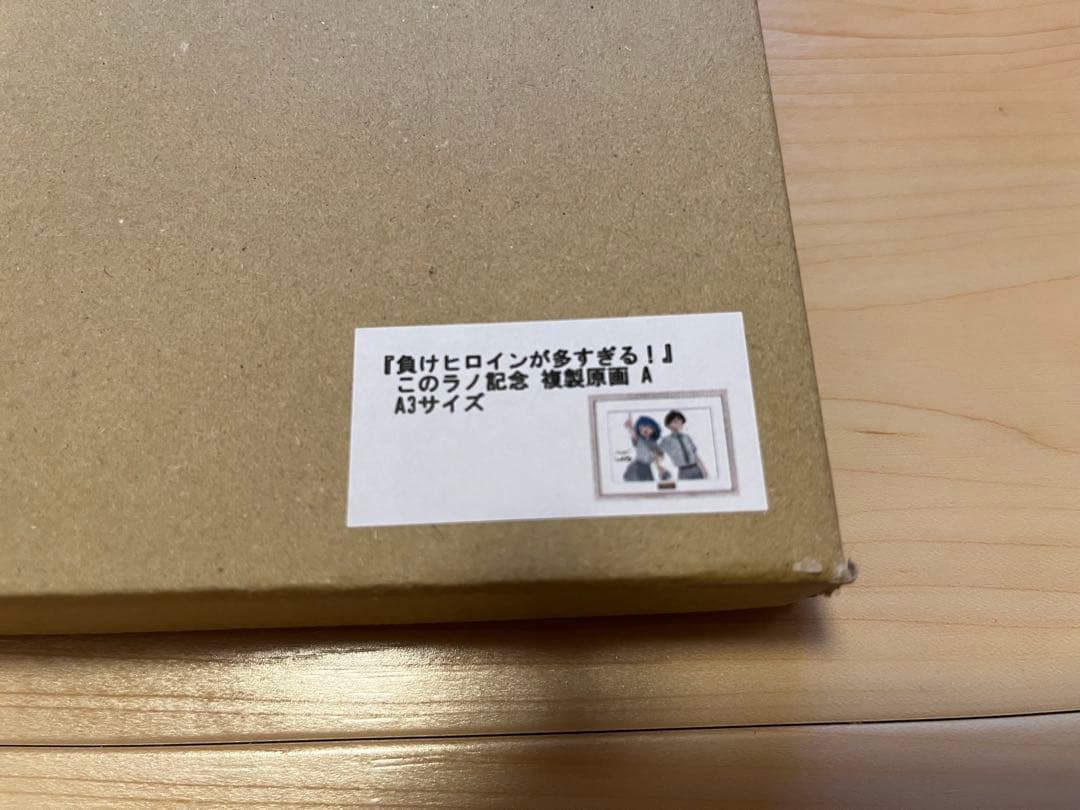 『負けヒロインが多すぎる！』
このラノ記念 複製原画 A
A3サイズ